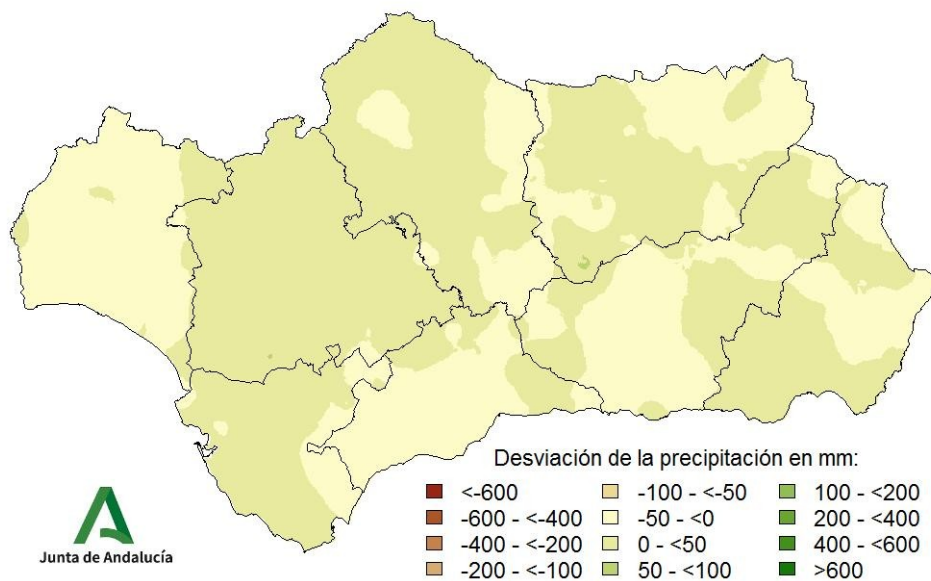 Desviación de la precipitación en mm:
<-600
-600 - <-400
-400 - <-200
-200 - <-100
-100 - <-50
-50 - <0
0 - <50
50 - <100
100 - <200
200 - <400
400 - <600
>600
Junta de Andalucía